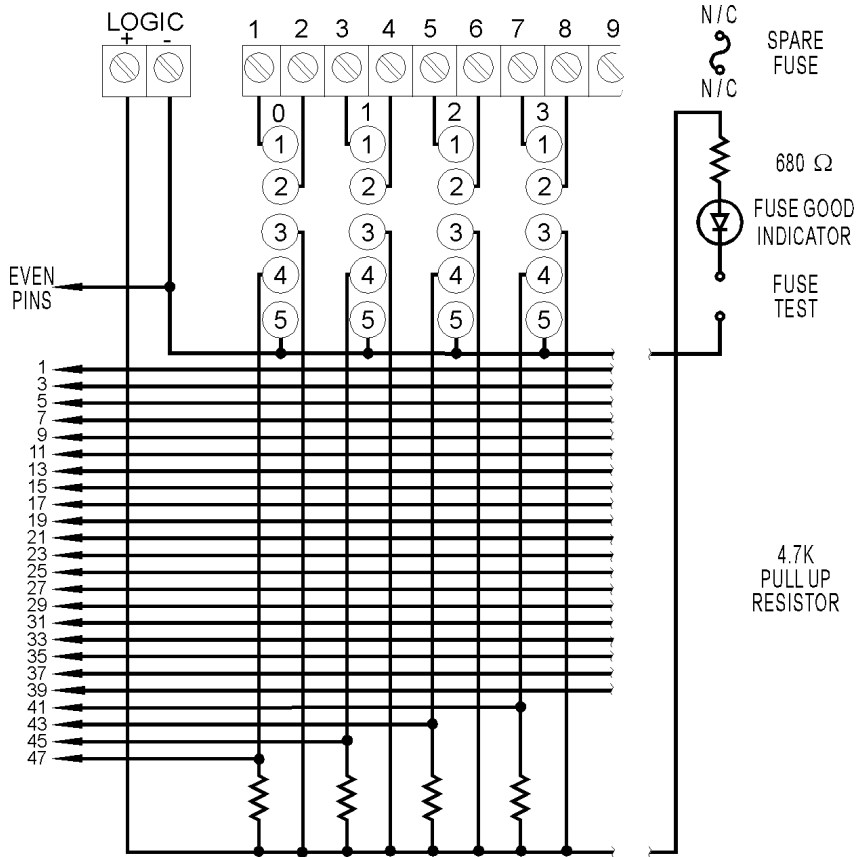 LOGIC
+ -
1 2 3 4 5 6 7 8 9
N/C
SPARE
FUSE
N/C
0 1 2 3
1 1 1 1
2 2 2 2
3 3 3 3
4 4 4 4
5 5 5 5
680 Ω
FUSE GOOD
INDICATOR
FUSE
TEST
EVEN
PINS
1
3
5
7
9
11
13
15
17
19
21
23
25
27
29
31
33
35
37
39
41
43
45
47
4.7K
PULL UP
RESISTOR